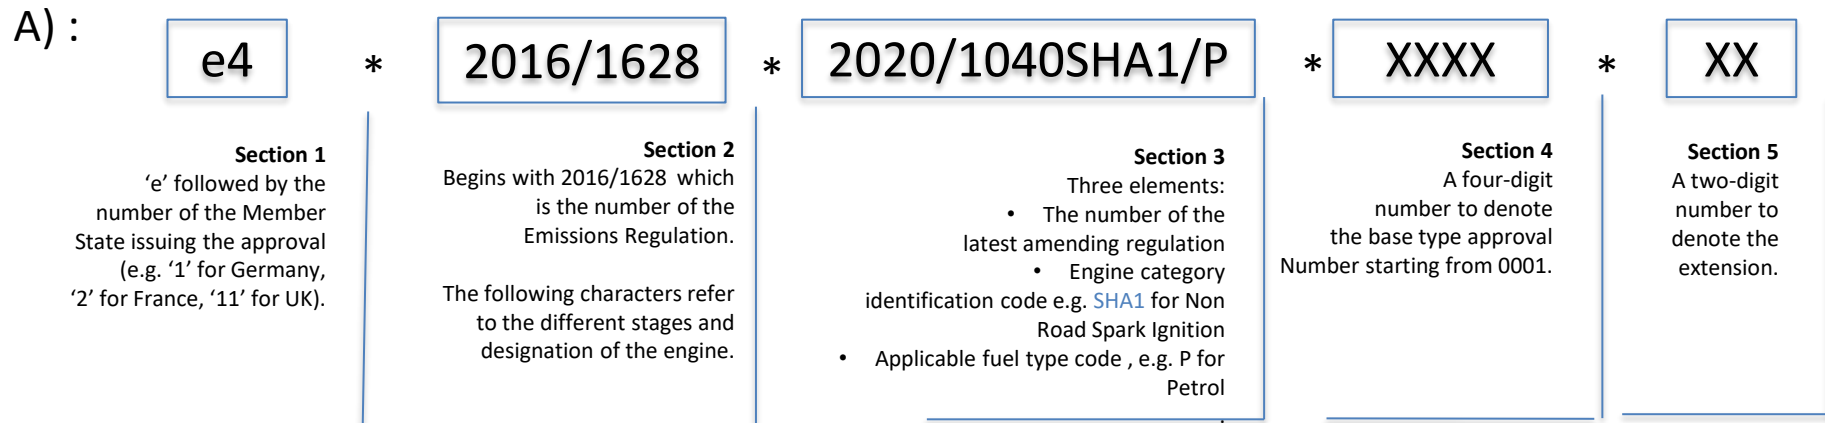 A) :
e4 * 2016/1628 * 2020/1040SHA1/P * XXXX * XX
Section 1
‘e’ followed by the
number of the Member
State issuing the approval
(e.g. ‘1’ for Germany,
‘2’ for France, ‘11’ for UK).
Section 2
Begins with 2016/1628 which
is the number of the
Emissions Regulation.
The following characters refer
to the different stages and
designation of the engine.
Section 3
Three elements:
• The number of the
latest amending regulation
• Engine category
identification code e.g. SHA1 for Non
Road Spark Ignition
• Applicable fuel type code , e.g. P for
Petrol
Section 4
A four-digit
number to denote
the base type approval
Number starting from 0001.
Section 5
A two-digit
number to
denote the
extension.